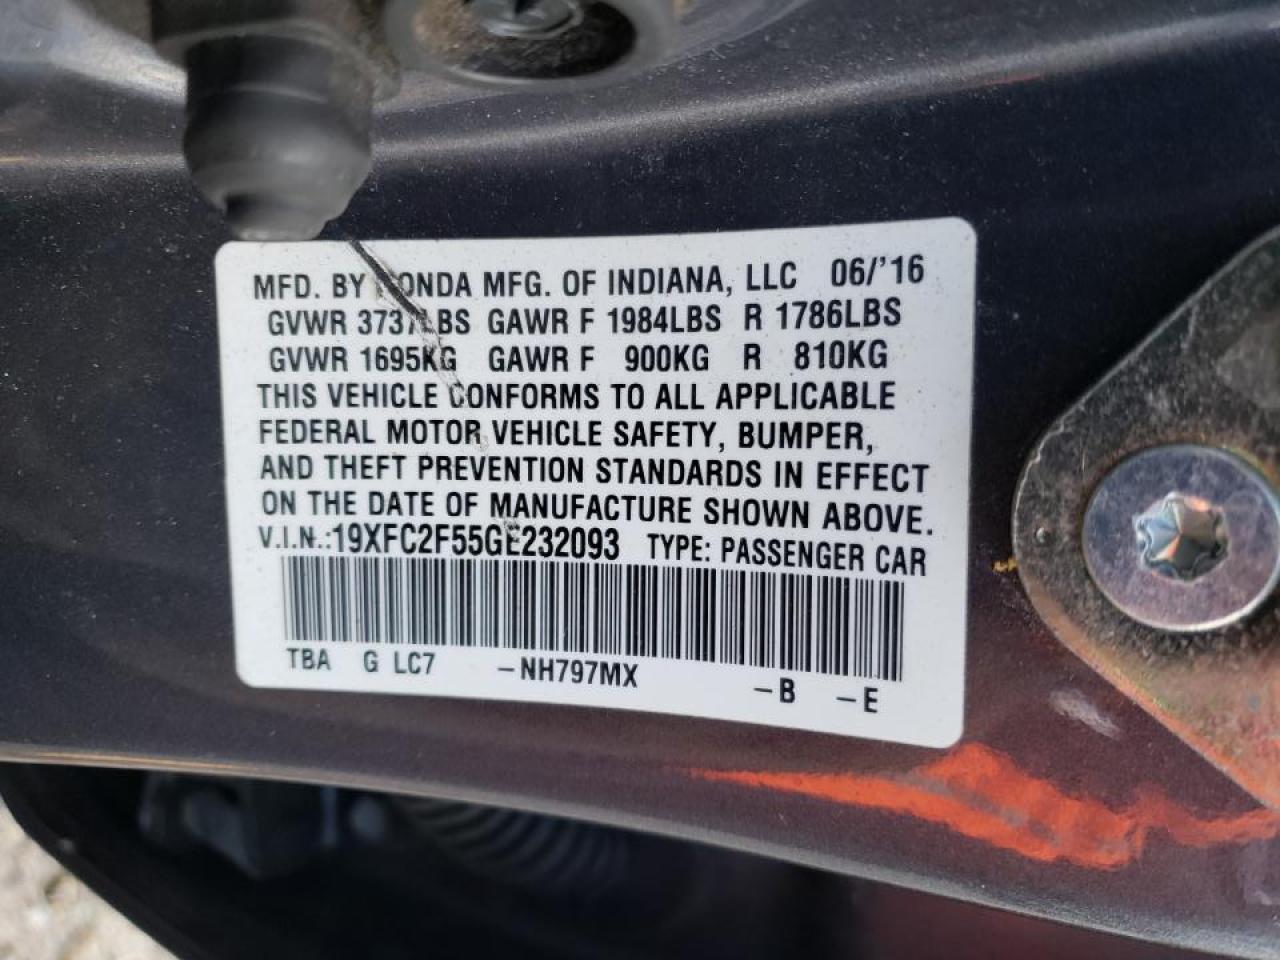 MFD. BY HONDA MFG. OF INDIANA, LLC 06/'16
GVWR 3737LBS GAWR F 1984LBS R 1786LBS
GVWR 1695KG GAWR F 900KG R 810KG
THIS VEHICLE CONFORMS TO ALL APPLICABLE
FEDERAL MOTOR VEHICLE SAFETY, BUMPER,
AND THEFT PREVENTION STANDARDS IN EFFECT
ON THE DATE OF MANUFACTURE SHOWN ABOVE.
V.I.N.:19XFC2F55GE232093 TYPE: PASSENGER CAR
TBA G LC7 -NH797MX -B -E